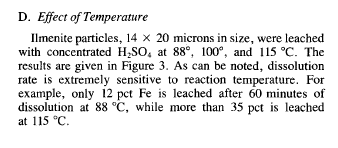 D. Effect of Temperature
Ilmenite particles, 14 × 20 microns in size, were leached
with concentrated H₂SO₄ at 88°, 100°, and 115 °C. The
results are given in Figure 3. As can be noted, dissolution
rate is extremely sensitive to reaction temperature. For
example, only 12 pct Fe is leached after 60 minutes of
dissolution at 88 °C, while more than 35 pct is leached
at 115 °C.